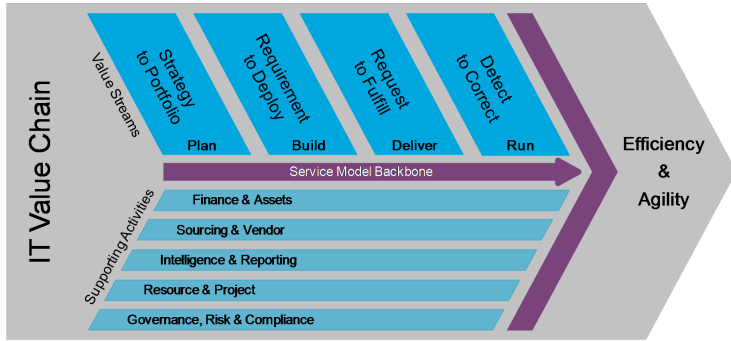 IT Value Chain
Value Streams
Strategy
to Portfolio
Plan
Requirement
to Deploy
Build
Request
to Fulfill
Deliver
Detect
to Correct
Run
Service Model Backbone
Supporting Activities
Finance & Assets
Sourcing & Vendor
Intelligence & Reporting
Resource & Project
Governance, Risk & Compliance
Efficiency
&
Agility